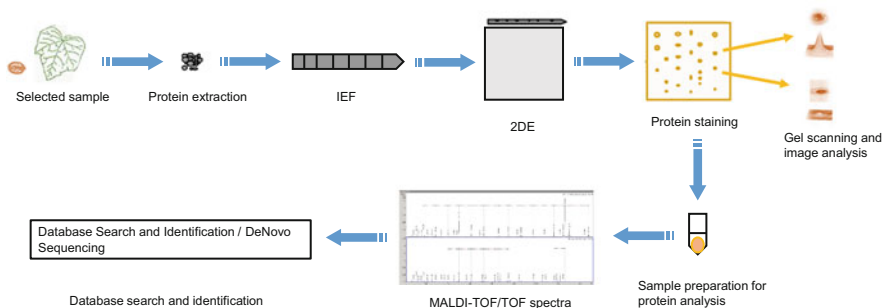 Selected sample
Protein extraction
IEF
2DE
Protein staining
Gel scanning and
image analysis
Database Search and Identification / DeNovo
Sequencing
Database search and identification
MALDI-TOF/TOF spectra
Sample preparation for
protein analysis